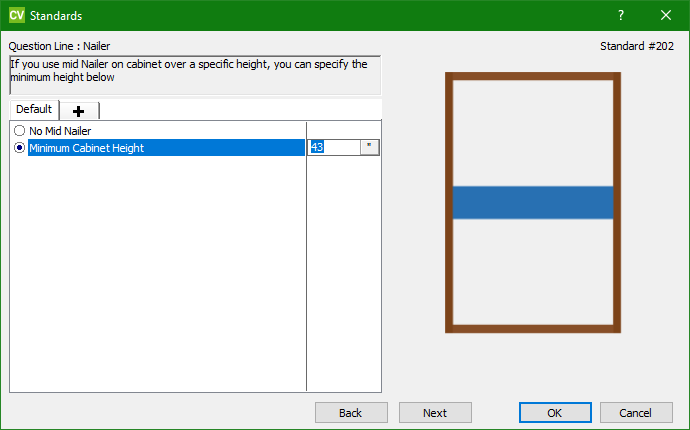 CV Standards ?
Question Line : Nailer Standard #202
If you use mid Nailer on cabinet over a specific height, you can specify the
minimum height below
Default +
No Mid Nailer
Minimum Cabinet Height 43 "
Back Next OK Cancel